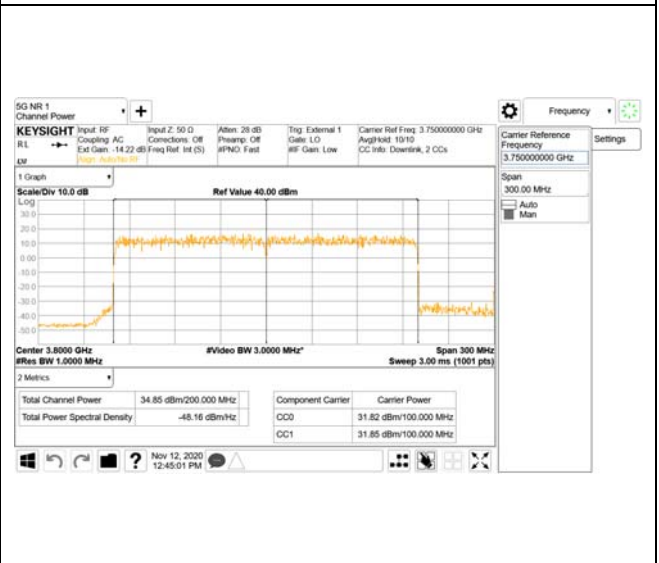 5G NR 1
Channel Power
Frequency
KEYSIGHT
Input: RF
Input Z: 50 Ω
Atten: 28 dB
Trig: External 1
Carrier Ref Freq: 3.750000000 GHz
R L
Coupling: AC
Corrections: Off
Preamp: Off
Gate: LO
Avg|Hold: 10/10
Ext Gain: -14.22 dB
Freq Ref: Int (S)
#PNO: Fast
#IF Gain: Low
CC Info: Downlink, 2 CCs
Align: Auto/No RF
Carrier Reference
Frequency
3.750000000 GHz
Settings
Span
300.00 MHz
Auto
Man
1 Graph
Scale/Div 10.0 dB
Ref Value 40.00 dBm
Log
30.0
20.0
10.0
0.00
-10.0
-20.0
-30.0
-40.0
-50.0
Center 3.8000 GHz
#Video BW 3.0000 MHz*
Span 300 MHz
#Res BW 1.0000 MHz
Sweep 3.00 ms (1001 pts)
2 Metrics
Total Channel Power
34.85 dBm/200.000 MHz
Total Power Spectral Density
-48.16 dBm/Hz
Component Carrier
Carrier Power
CC0
31.82 dBm/100.000 MHz
CC1
31.85 dBm/100.000 MHz
?
Nov 12, 2020
12:45:01 PM